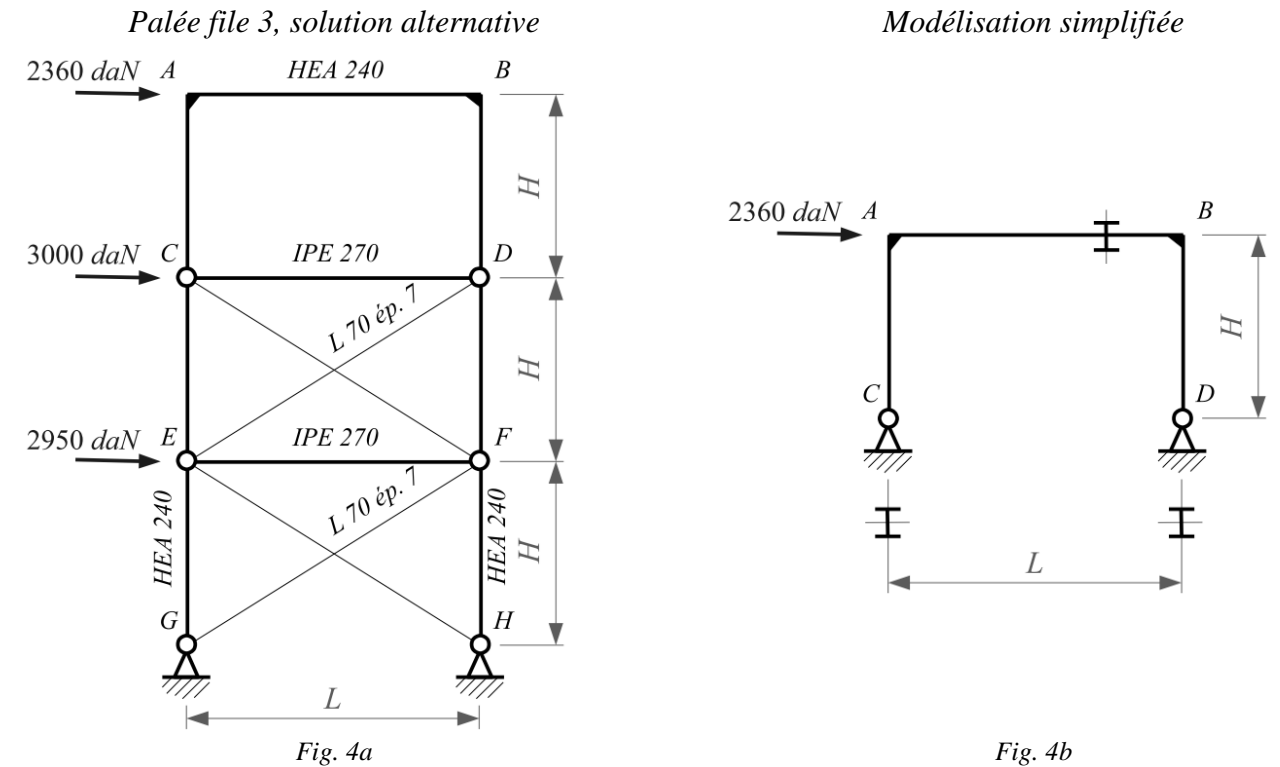 Palée file 3, solution alternative
Modélisation simplifiée
2360 daN A HEA 240 B
H
3000 daN C IPE 270 D
L 70 ép. 7
H
2950 daN E IPE 270 F
L 70 ép. 7
HEA 240
HEA 240
H
G H
L
Fig. 4a
2360 daN A B
H
C D
L
Fig. 4b